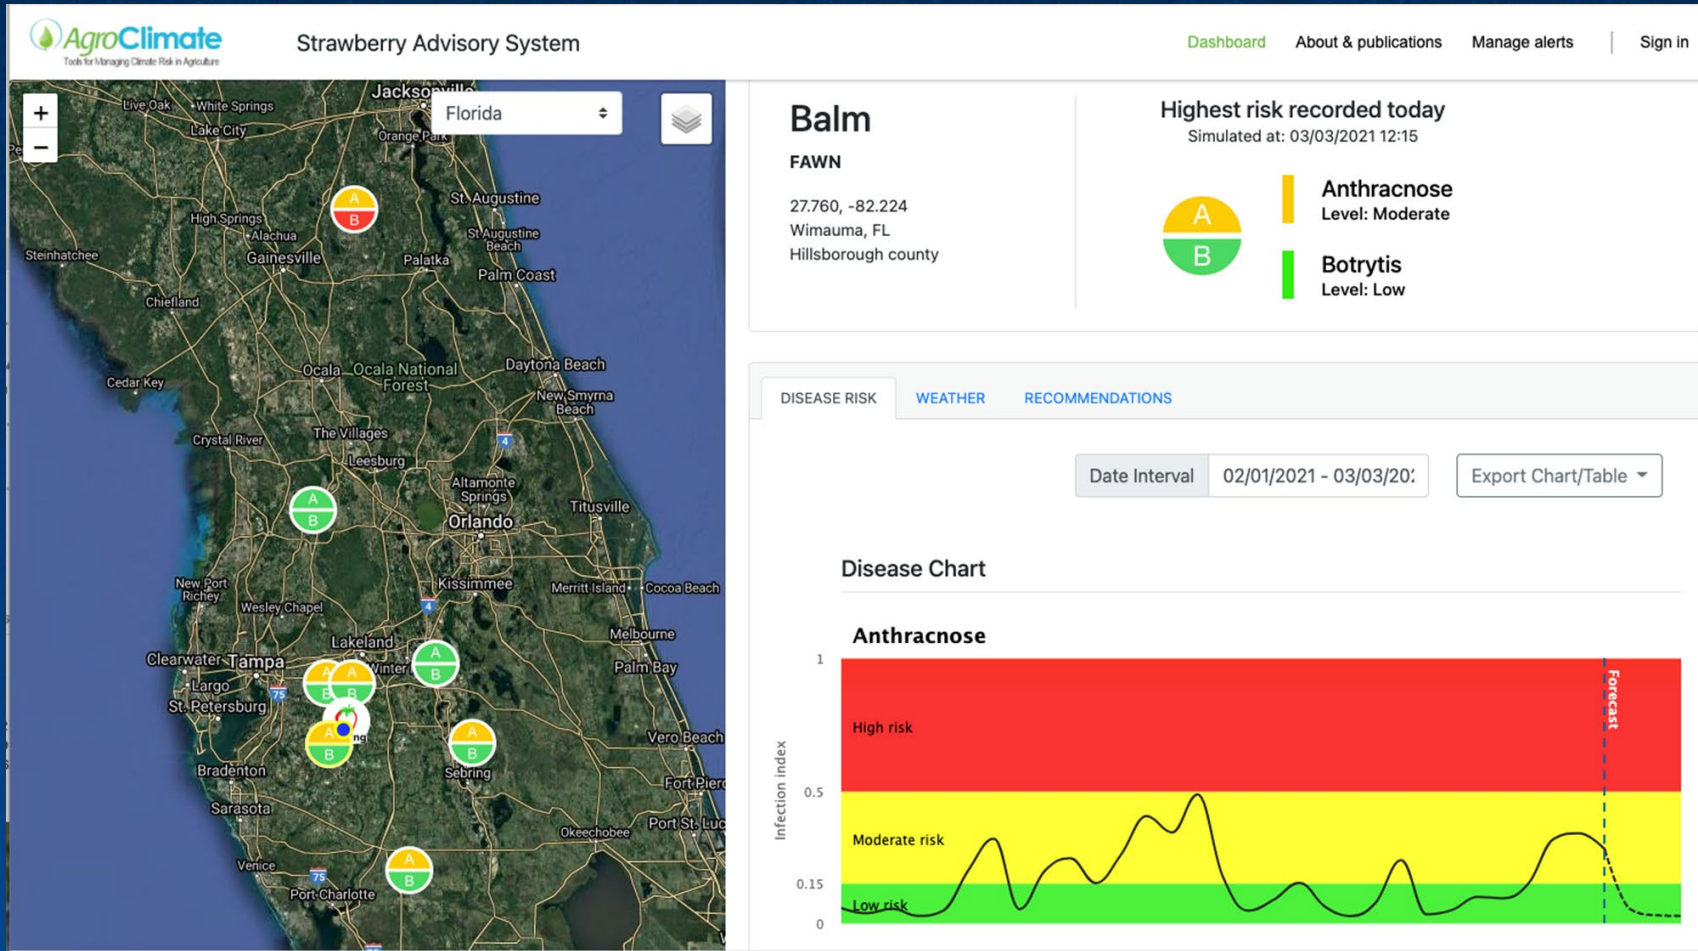 AgroClimate
Tools for Managing Climate Risk in Agriculture
Strawberry Advisory System
Dashboard
About & publications
Manage alerts
Sign in
+
−
Florida
Jacksonville
Live Oak
White Springs
Lake City
Orange Park
A
B
St. Augustine
High Springs
Alachua
St Augustine
Beach
Steinhatchee
Gainesville
Palatka
Palm Coast
Chiefland
Ocala
Ocala National
Forest
Daytona Beach
Cedar Key
New Smyrna
Beach
Crystal River
The Villages
4
Leesburg
Altamonte
Springs
A
B
Titusville
Orlando
New Port
Richey
Kissimmee
Merritt Island
Cocoa Beach
Wesley Chapel
4
Lakeland
Melbourne
Clearwater
Tampa
A
A
Winter
A
B
Palm Bay
Largo
75
B
B
St. Petersburg
A
B
ng
A
B
Vero Beach
Bradenton
Sebring
Fort Pierc
Sarasota
Okeechobee
Port St. Luc
Venice
75
A
B
Port Charlotte
Balm
FAWN
27.760, -82.224
Wimauma, FL
Hillsborough county
Highest risk recorded today
Simulated at: 03/03/2021 12:15
A
B
Anthracnose
Level: Moderate
Botrytis
Level: Low
DISEASE RISK
WEATHER
RECOMMENDATIONS
Date Interval
02/01/2021 - 03/03/202
Export Chart/Table
Disease Chart
Anthracnose
1
0.5
0.15
0
Infection index
High risk
Moderate risk
Low risk
Forecast